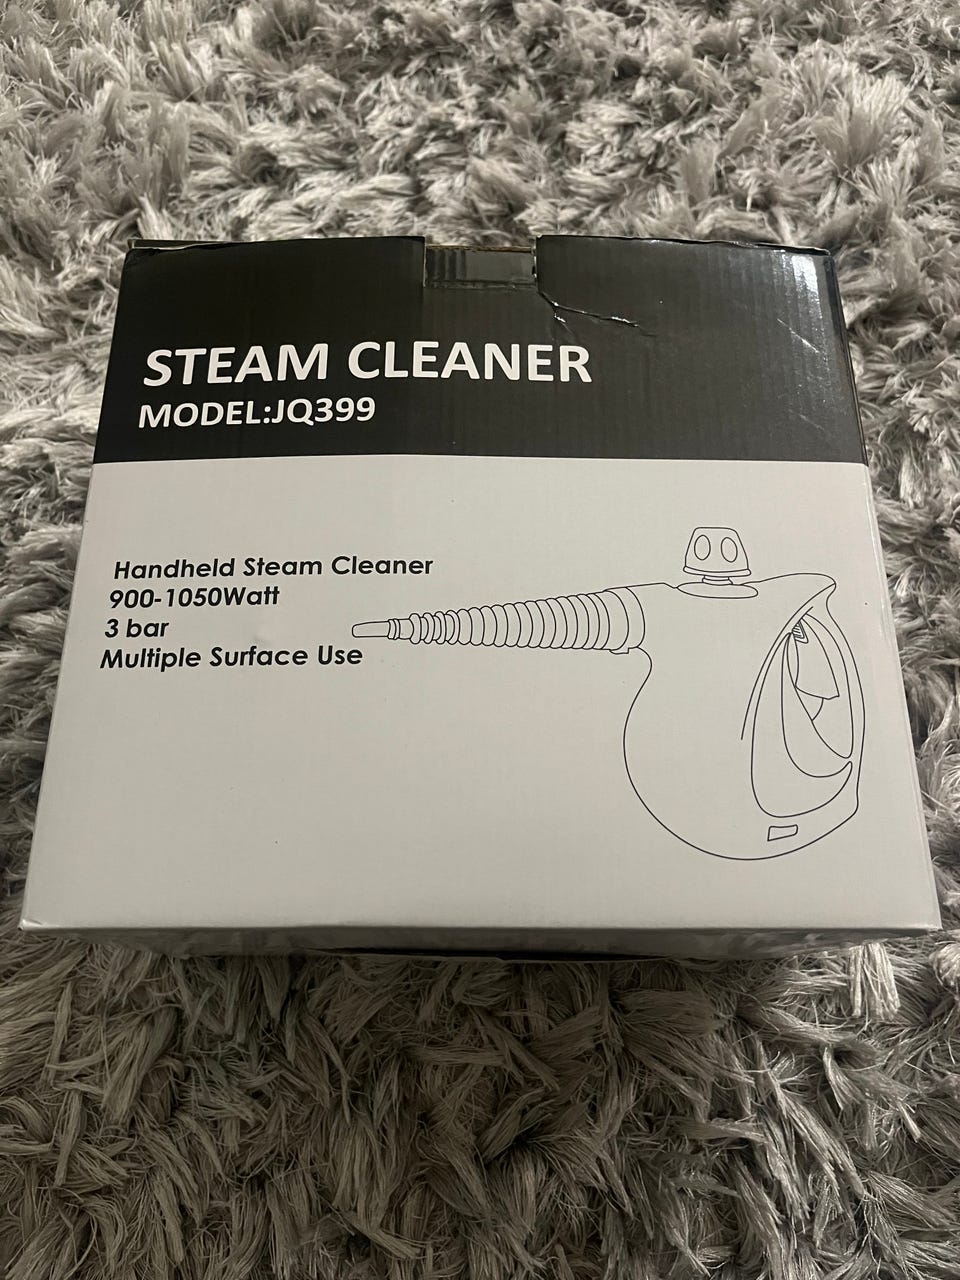 STEAM CLEANER
MODEL:JQ399
Handheld Steam Cleaner
900-1050Watt
3 bar
Multiple Surface Use